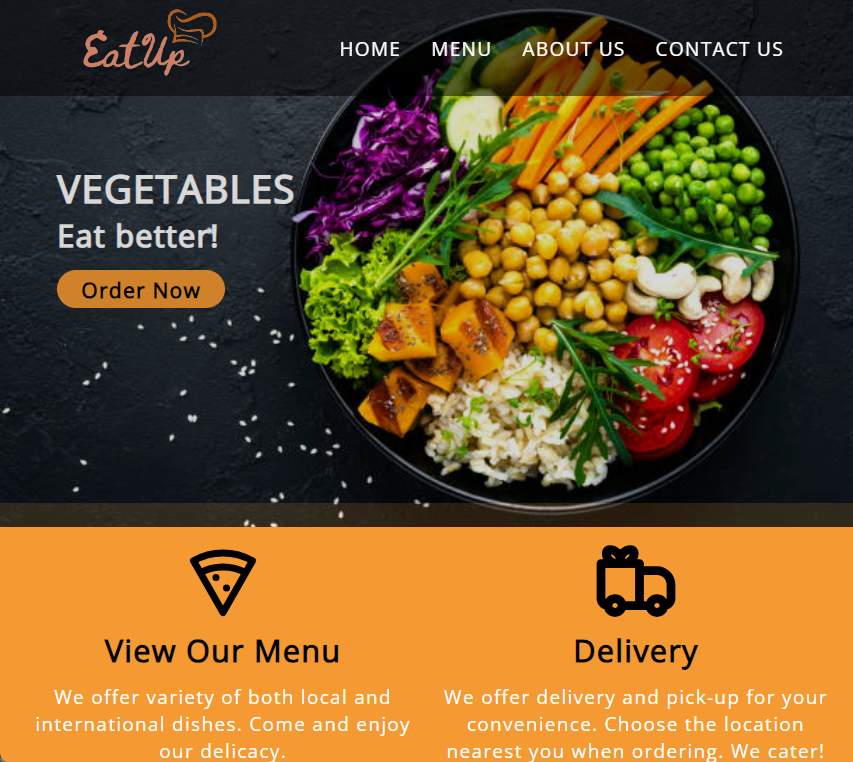 EatUp
HOME MENU ABOUT US CONTACT US
VEGETABLES
Eat better!
Order Now
View Our Menu
We offer variety of both local and
international dishes. Come and enjoy
our delicacy.
Delivery
We offer delivery and pick-up for your
convenience. Choose the location
nearest you when ordering. We cater!